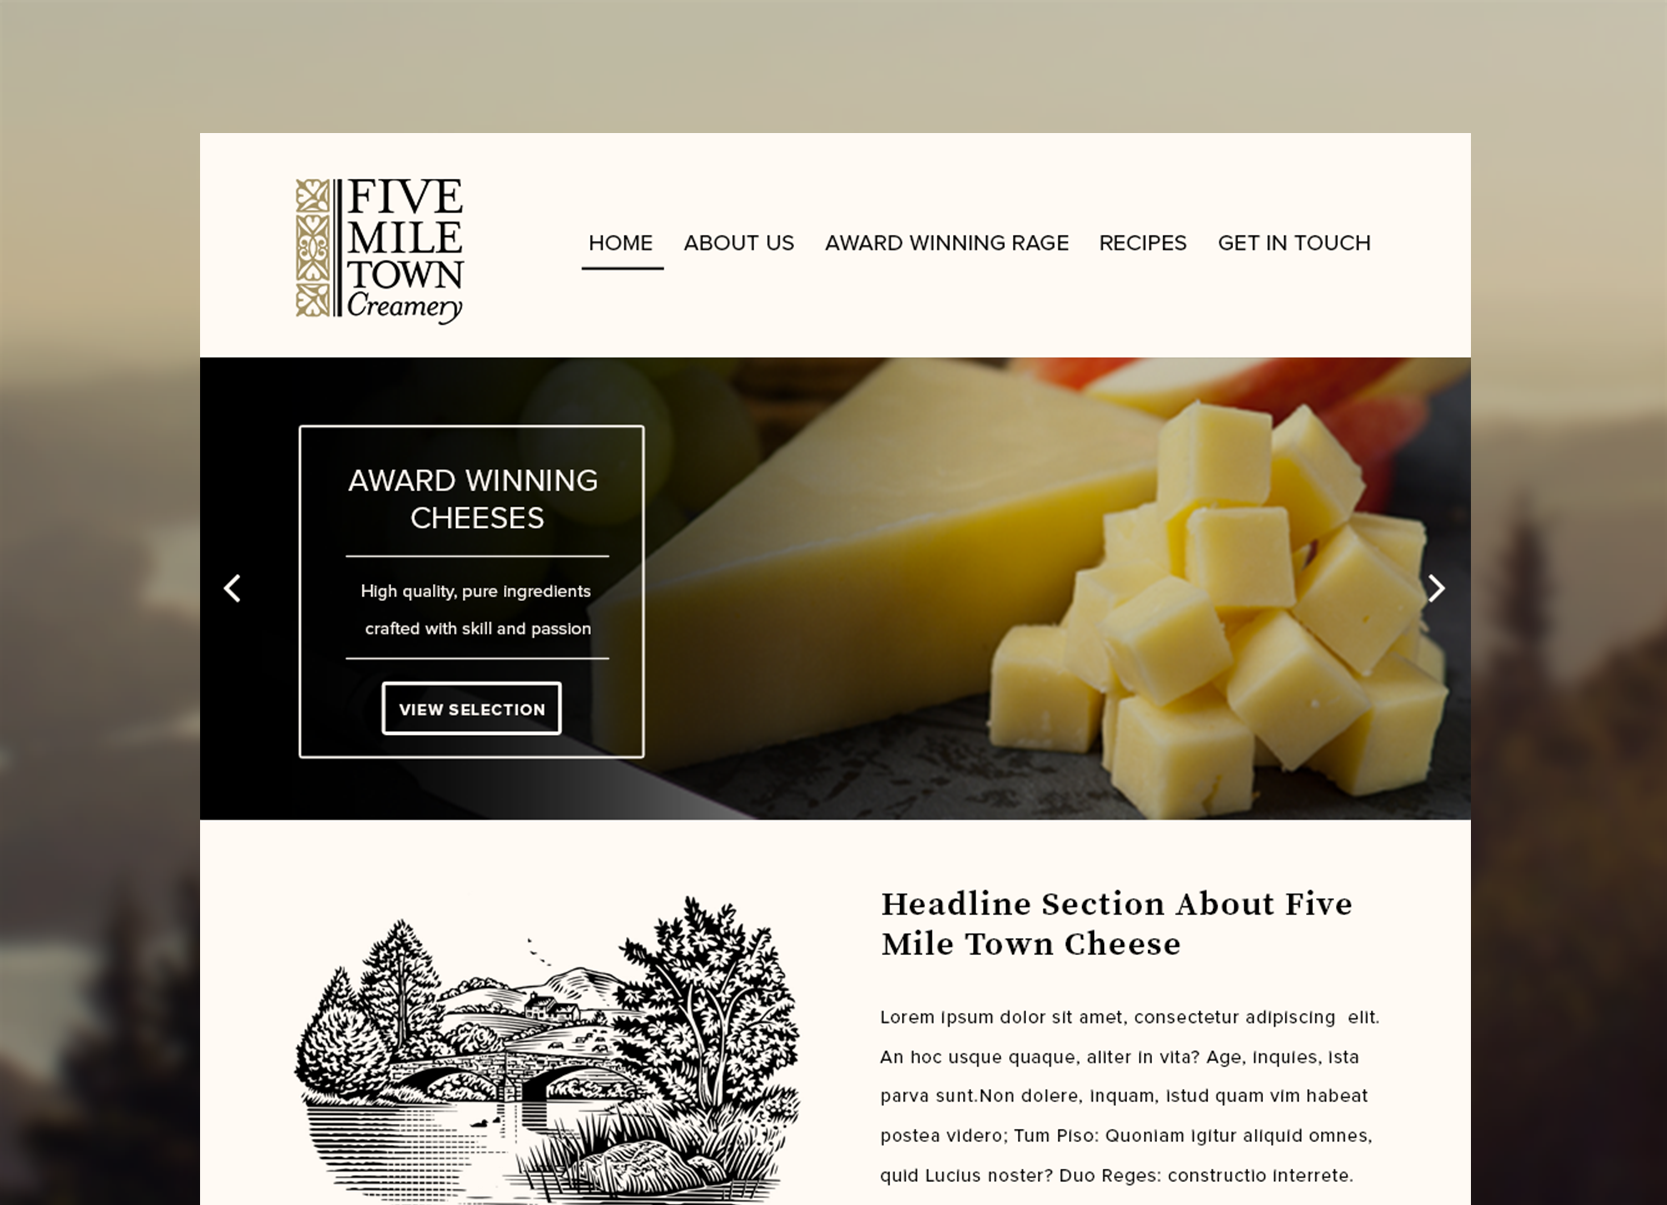 FIVE
MILE
TOWN
Creamery
HOME ABOUT US AWARD WINNING RAGE RECIPES GET IN TOUCH
AWARD WINNING
CHEESES
High quality, pure ingredients
crafted with skill and passion
VIEW SELECTION
Headline Section About Five
Mile Town Cheese
Lorem ipsum dolor sit amet, consectetur adipiscing elit.
An hoc usque quaque, aliter in vita? Age, inquies, ista
parva sunt.Non dolere, inquam, istud quam vim habeat
postea videro; Tum Piso: Quoniam igitur aliquid omnes,
quid Lucius noster? Duo Reges: constructio interrete.